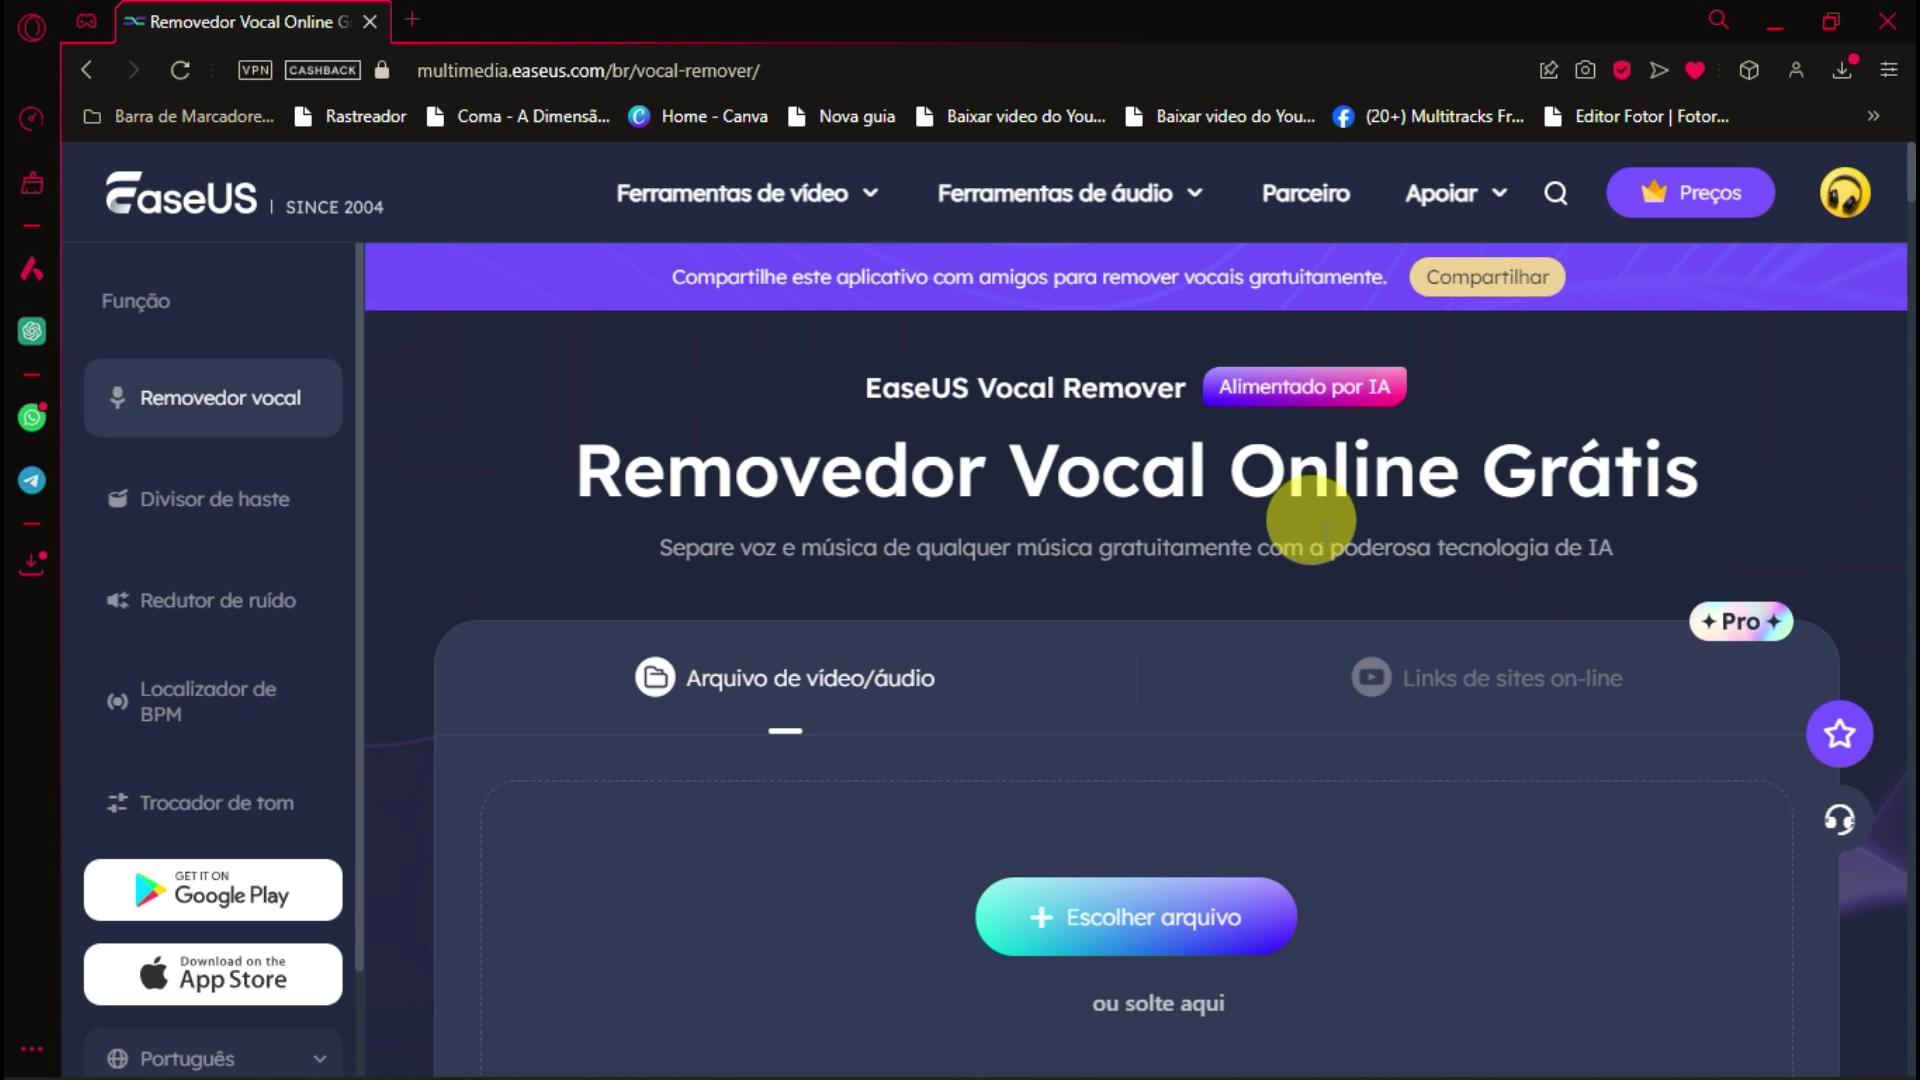 Removedor Vocal Online G
VPN
CASHBACK
multimedia.easeus.com/br/vocal-remover/
Barra de Marcadore...
Rastreador
Coma - A Dimensã...
Home - Canva
Nova guia
Baixar video do You...
Baixar video do You...
(20+) Multitracks Fr...
Editor Fotor | Fotor...
EaseUS | SINCE 2004
Ferramentas de vídeo
Ferramentas de áudio
Parceiro
Apoiar
Preços
Compartilhe este aplicativo com amigos para remover vocais gratuitamente.
Compartilhar
Função
Removedor vocal
Divisor de haste
Redutor de ruído
Localizador de
BPM
Trocador de tom
GET IT ON
Google Play
Download on the
App Store
Português
EaseUS Vocal Remover
Alimentado por IA
Removedor Vocal Online Grátis
Separe voz e música de qualquer música gratuitamente com a poderosa tecnologia de IA
Pro
Arquivo de vídeo/áudio
Links de sites on-line
+ Escolher arquivo
ou solte aqui